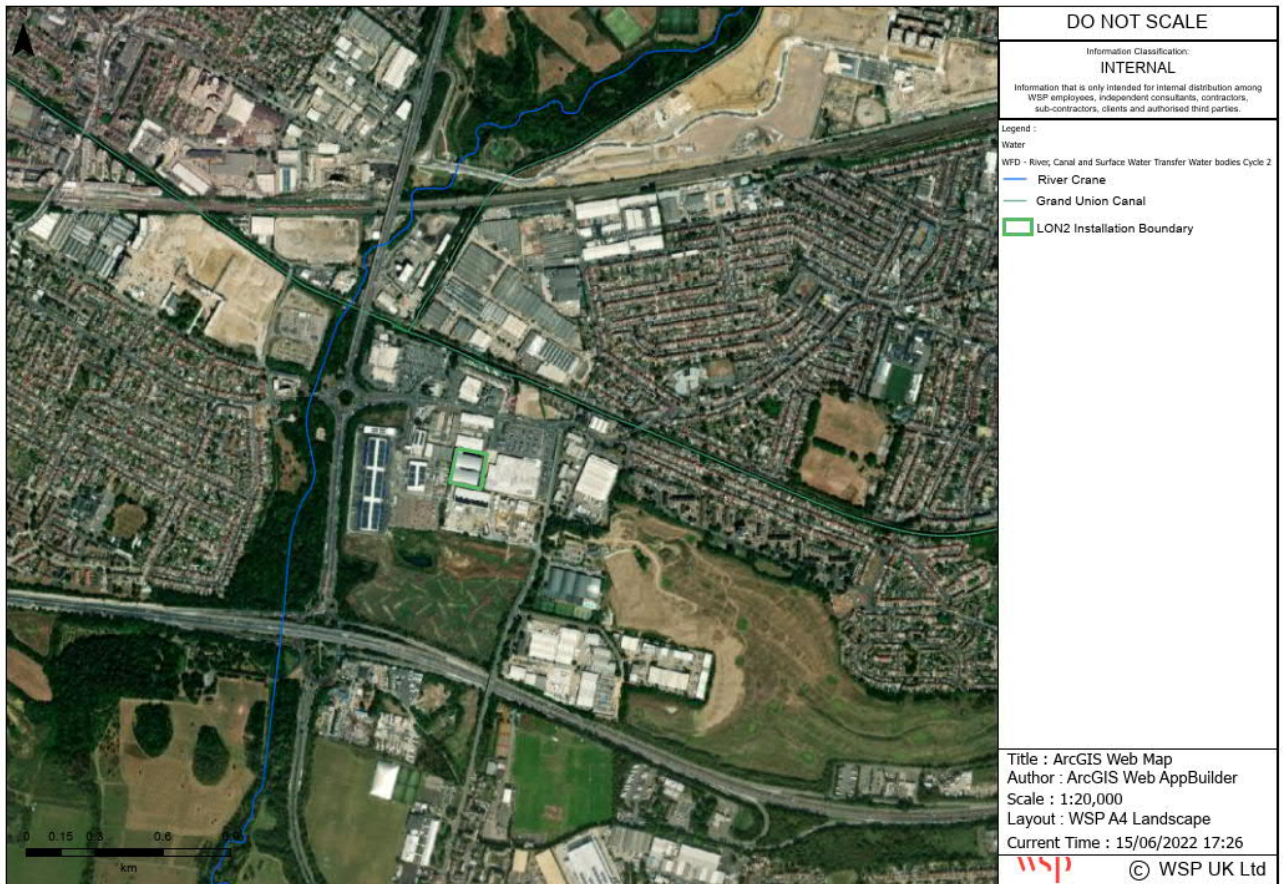 DO NOT SCALE
Information Classification:
INTERNAL
Information that is only intended for internal distribution among
WSP employees, independent consultants, contractors,
sub-contractors, clients and authorised third parties.
Legend :
Water
WFD - River, Canal and Surface Water Transfer Water bodies Cycle 2
River Crane
Grand Union Canal
LON2 Installation Boundary
0 0.15 0.3 0.6 0.9
km
Title : ArcGIS Web Map
Author : ArcGIS Web AppBuilder
Scale : 1:20,000
Layout : WSP A4 Landscape
Current Time : 15/06/2022 17:26
wsp © WSP UK Ltd